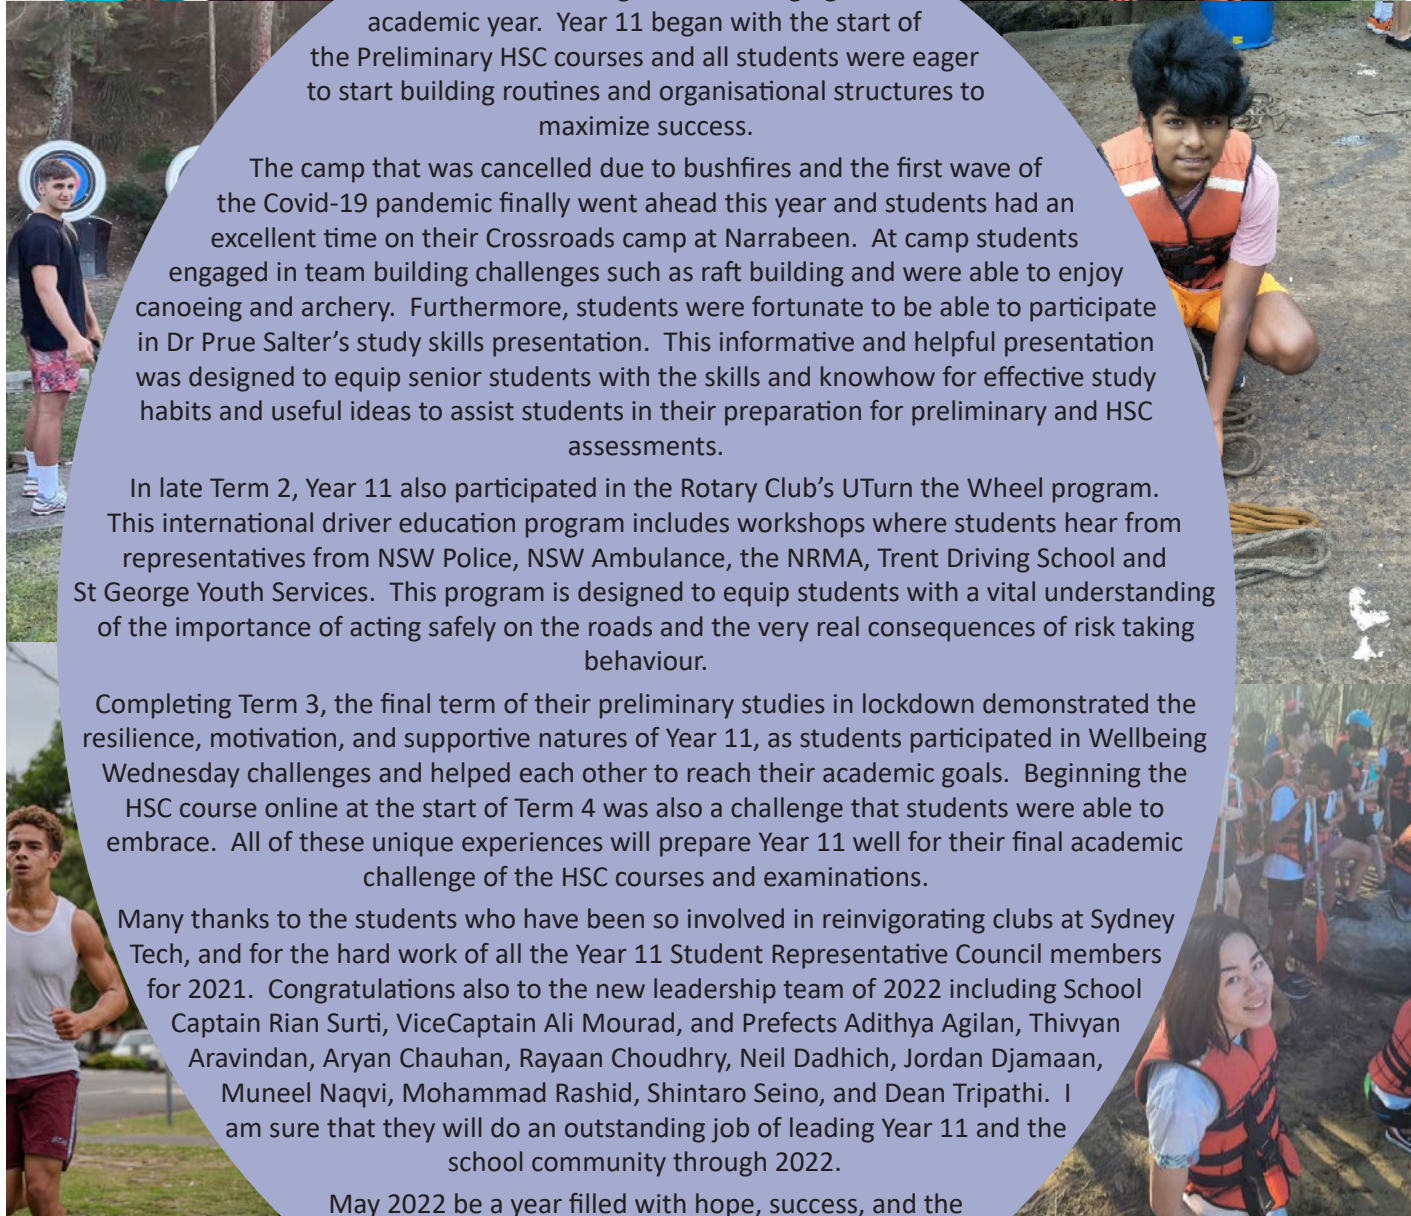 academic year. Year 11 began with the start of
the Preliminary HSC courses and all students were eager
to start building routines and organisational structures to
maximize success.
The camp that was cancelled due to bushfires and the first wave of
the Covid-19 pandemic finally went ahead this year and students had an
excellent time on their Crossroads camp at Narrabeen. At camp students
engaged in team building challenges such as raft building and were able to enjoy
canoeing and archery. Furthermore, students were fortunate to be able to participate
in Dr Prue Salter’s study skills presentation. This informative and helpful presentation
was designed to equip senior students with the skills and knowhow for effective study
habits and useful ideas to assist students in their preparation for preliminary and HSC
assessments.
In late Term 2, Year 11 also participated in the Rotary Club’s UTurn the Wheel program.
This international driver education program includes workshops where students hear from
representatives from NSW Police, NSW Ambulance, the NRMA, Trent Driving School and
St George Youth Services. This program is designed to equip students with a vital understanding
of the importance of acting safely on the roads and the very real consequences of risk taking
behaviour.
Completing Term 3, the final term of their preliminary studies in lockdown demonstrated the
resilience, motivation, and supportive natures of Year 11, as students participated in Wellbeing
Wednesday challenges and helped each other to reach their academic goals. Beginning the
HSC course online at the start of Term 4 was also a challenge that students were able to
embrace. All of these unique experiences will prepare Year 11 well for their final academic
challenge of the HSC courses and examinations.
Many thanks to the students who have been so involved in reinvigorating clubs at Sydney
Tech, and for the hard work of all the Year 11 Student Representative Council members
for 2021. Congratulations also to the new leadership team of 2022 including School
Captain Rian Surti, ViceCaptain Ali Mourad, and Prefects Adithya Agilan, Thivyan
Aravindan, Aryan Chauhan, Rayaan Choudhry, Neil Dadhich, Jordan Djamaan,
Muneel Naqvi, Mohammad Rashid, Shintaro Seino, and Dean Tripathi. I
am sure that they will do an outstanding job of leading Year 11 and the
school community through 2022.
May 2022 be a year filled with hope, success, and the